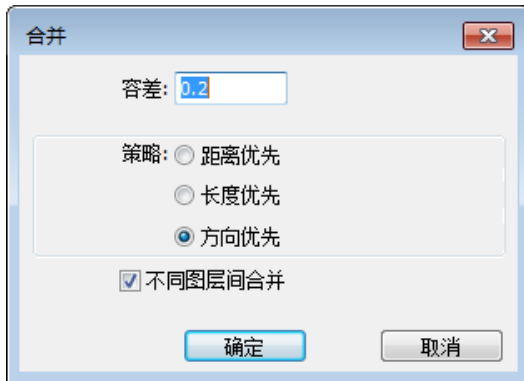 合并
容差: 0.2
策略: 距离优先
长度优先
方向优先
不同图层间合并
确定 取消